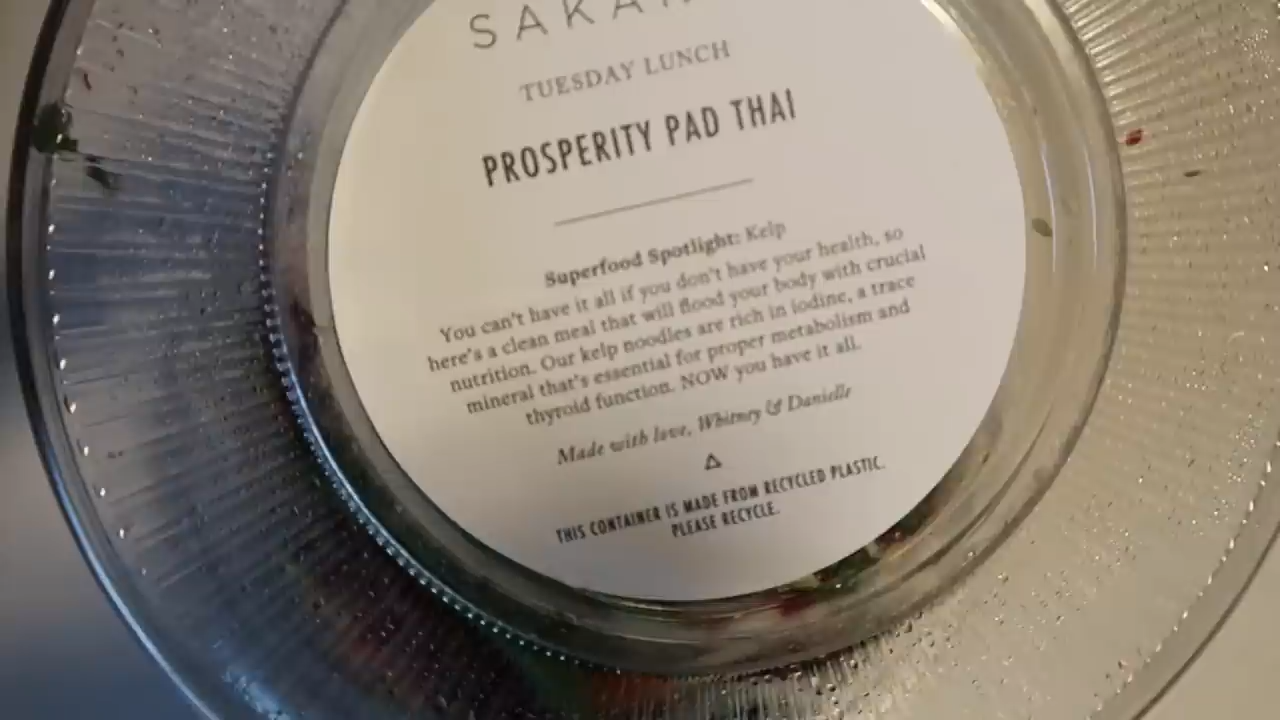 SAKAR
TUESDAY LUNCH
PROSPERITY PAD THAI
Superfood Spotlight: Kelp
You can't have it all if you don't have your health, so
here's a clean meal that will flood your body with crucial
nutrition. Our kelp noodles are rich in iodine, a trace
mineral that's essential for proper metabolism and
thyroid function. NOW you have it all.
Made with love, Whitney & Danielle
THIS CONTAINER IS MADE FROM RECYCLED PLASTIC.
PLEASE RECYCLE.